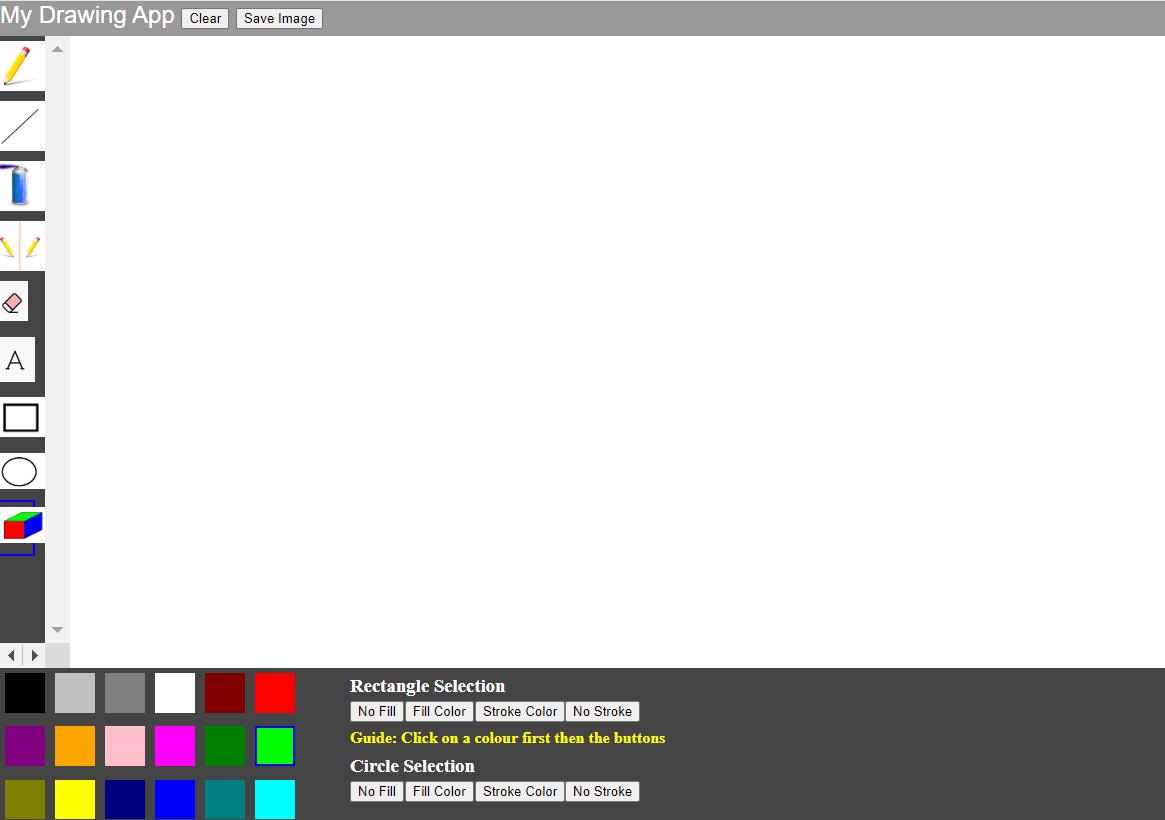 My Drawing App Clear Save Image
A
Rectangle Selection
No Fill Fill Color Stroke Color No Stroke
Guide: Click on a colour first then the buttons
Circle Selection
No Fill Fill Color Stroke Color No Stroke